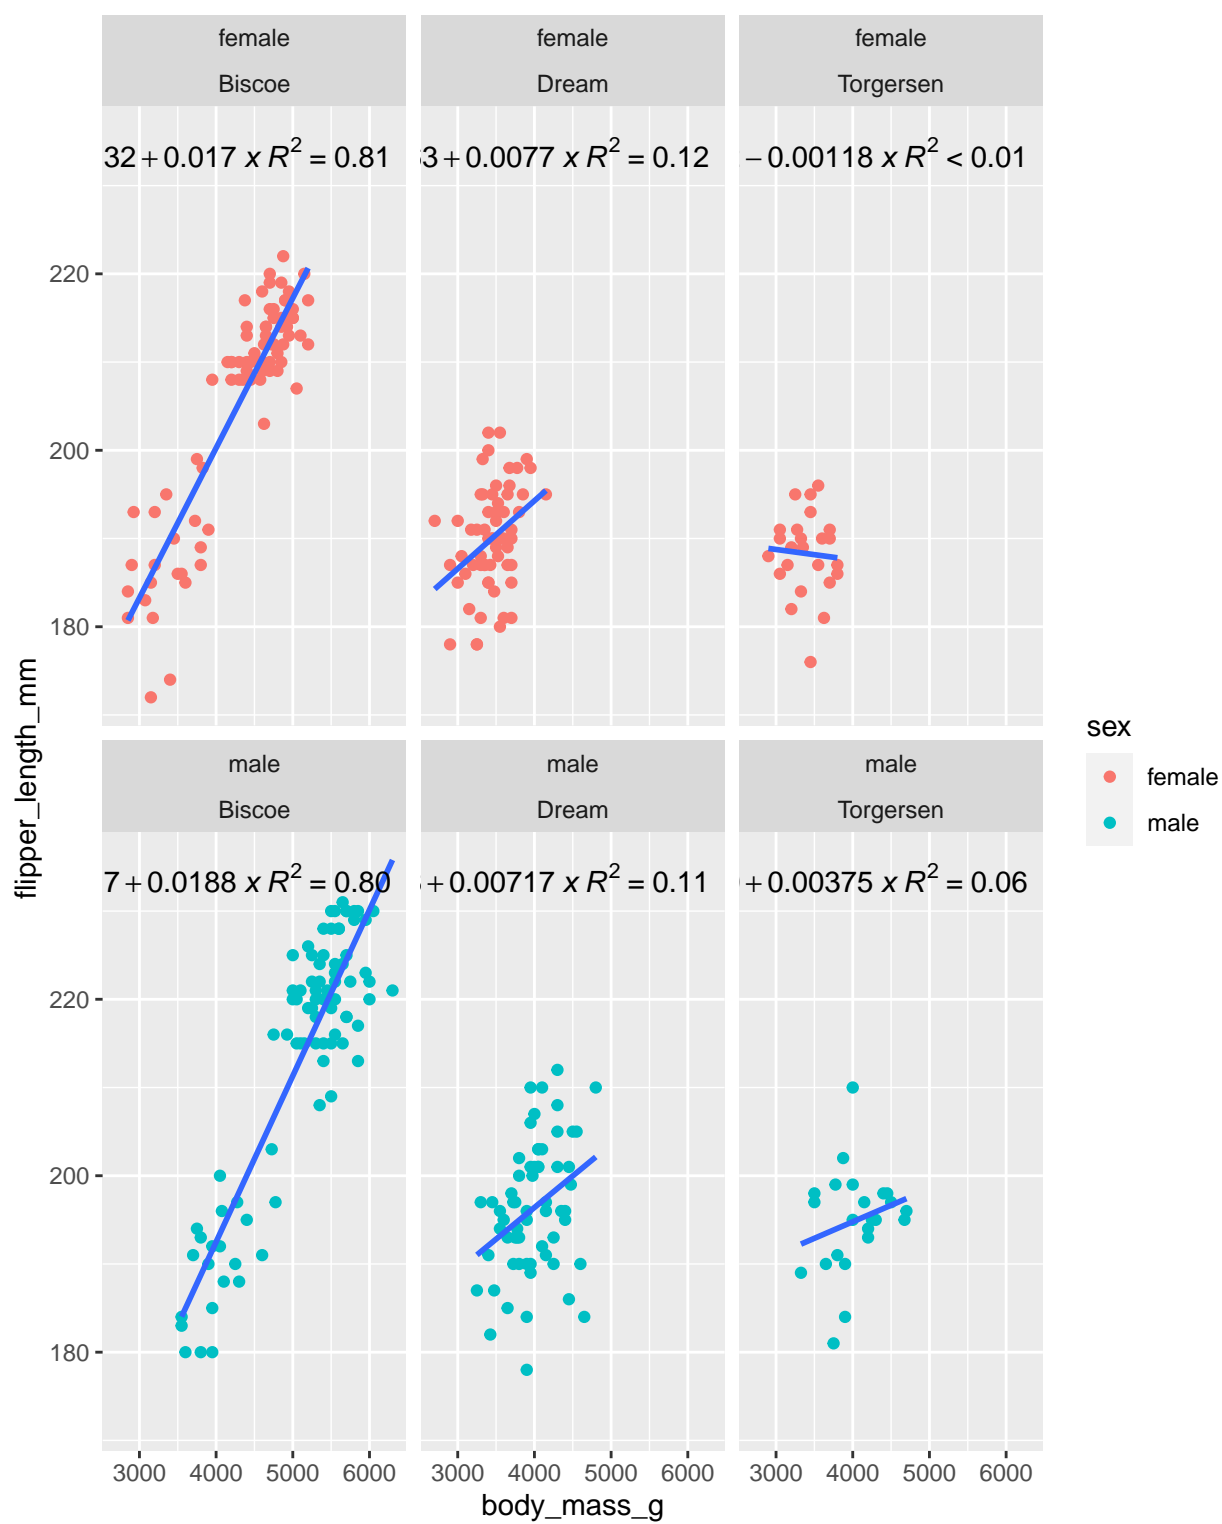 female female female
Biscoe Dream Torgersen
32 + 0.017 x R² = 0.81 3 + 0.0077 x R² = 0.12 − 0.00118 x R² < 0.01
220
200
180
flipper_length_mm
male male male
Biscoe Dream Torgersen
7 + 0.0188 x R² = 0.80 + 0.00717 x R² = 0.11 + 0.00375 x R² = 0.06
220
200
180
3000 4000 5000 6000 3000 4000 5000 6000 3000 4000 5000 6000
body_mass_g
sex
female
male